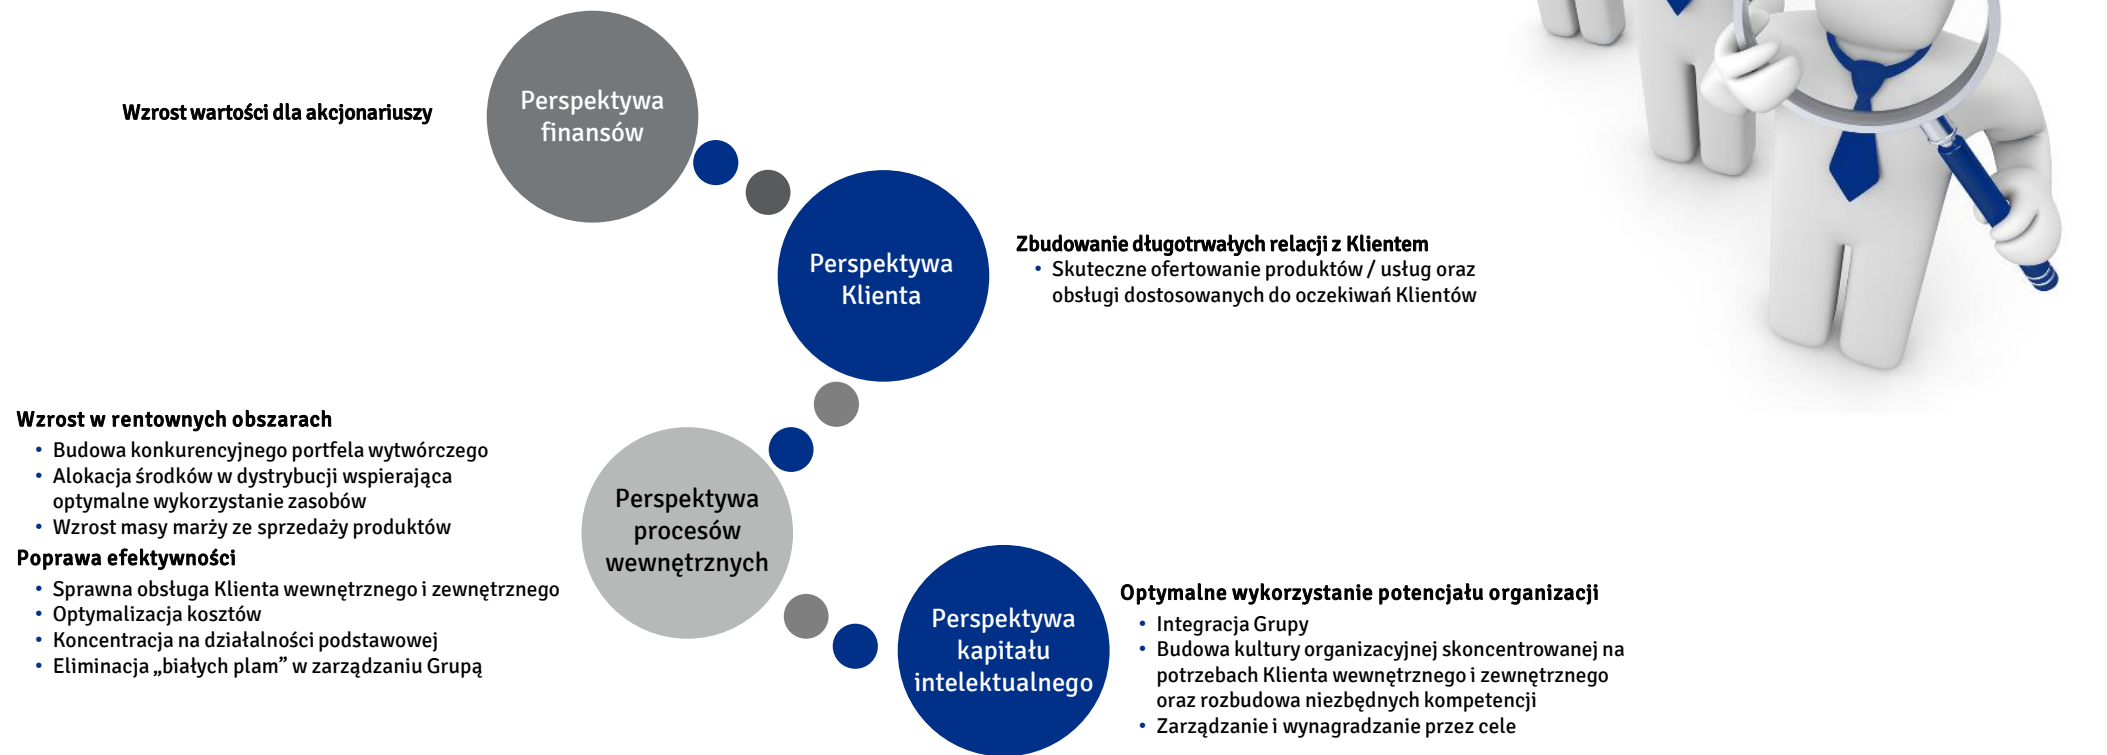 Wzrost wartości dla akcjonariuszy
Perspektywa
finansów
Perspektywa
Klienta
Zbudowanie długotrwałych relacji z Klientem
• Skuteczne ofertowanie produktów / usług oraz
obsługi dostosowanych do oczekiwań Klientów
Wzrost w rentownych obszarach
• Budowa konkurencyjnego portfela wytwórczego
• Alokacja środków w dystrybucji wspierająca
optymalne wykorzystanie zasobów
• Wzrost masy marży ze sprzedaży produktów
Poprawa efektywności
• Sprawna obsługa Klienta wewnętrznego i zewnętrznego
• Optymalizacja kosztów
• Koncentracja na działalności podstawowej
• Eliminacja „białych plam” w zarządzaniu Grupą
Perspektywa
procesów
wewnętrznych
Perspektywa
kapitału
intelektualnego
Optymalne wykorzystanie potencjału organizacji
• Integracja Grupy
• Budowa kultury organizacyjnej skoncentrowanej na
potrzebach Klienta wewnętrznego i zewnętrznego
oraz rozbudowa niezbędnych kompetencji
• Zarządzanie i wynagradzanie przez cele